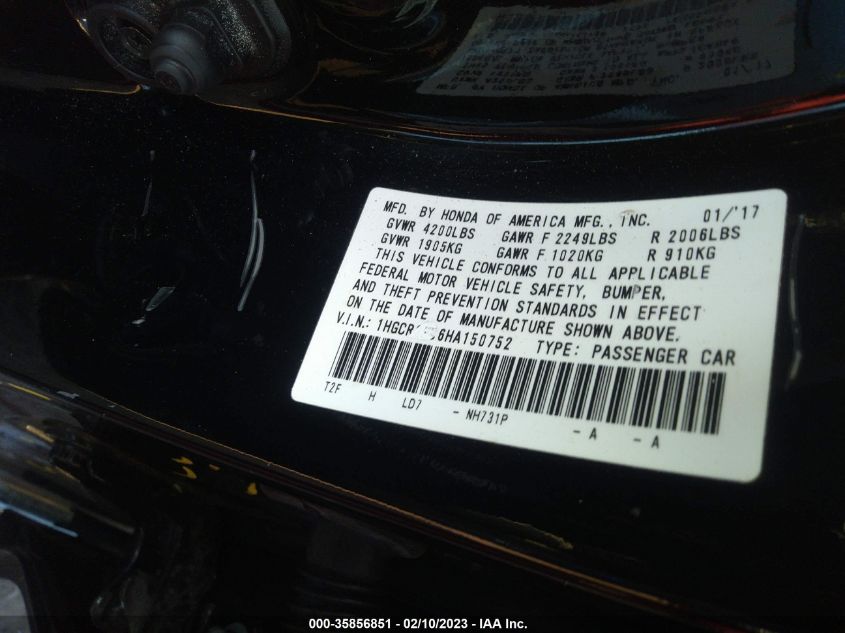 MFD. BY HONDA OF AMERICA MFG., INC. 01/'17
GVWR 4200LBS GAWR F 2249LBS R 2006LBS
GVWR 1905KG GAWR F 1020KG R 910KG
THIS VEHICLE CONFORMS TO ALL APPLICABLE
FEDERAL MOTOR VEHICLE SAFETY, BUMPER,
AND THEFT PREVENTION STANDARDS IN EFFECT
ON THE DATE OF MANUFACTURE SHOWN ABOVE.
V.I.N.: TYPE: PASSENGER CAR
T2F H LD7 - NH731P - A - A
000-35856851 - 02/10/2023 - IAA Inc.